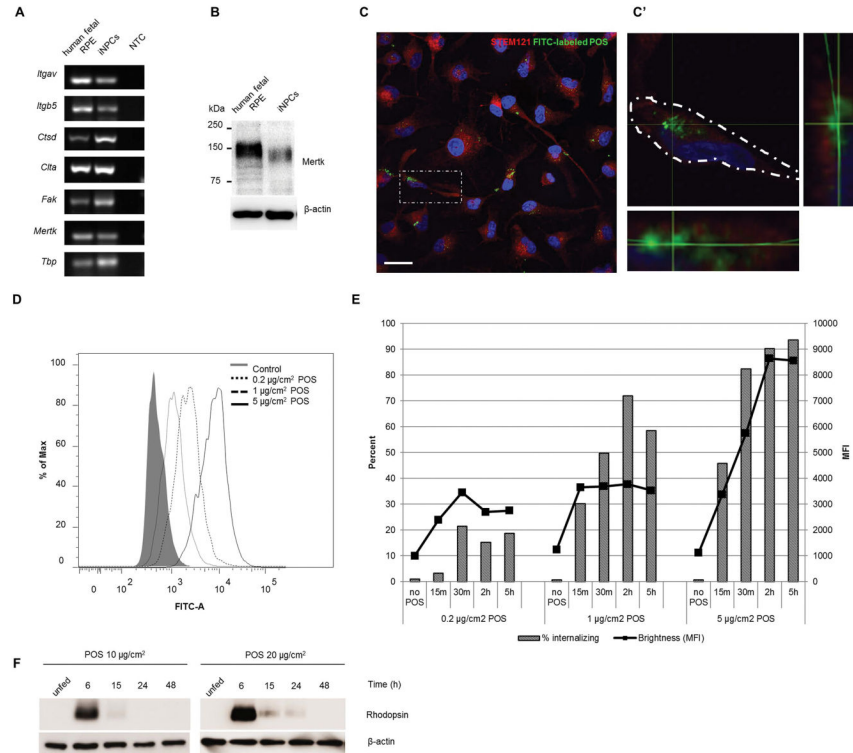 A
human fetal
RPE
iNPCs
NTC
Itgav
Itgb5
Ctsd
Clta
Fak
Mertk
Tbp
B
human fetal
RPE
iNPCs
kDa
250
150
75
Mertk
β-actin
C
STEM121 FITC-labeled POS
C'
D
100
80
60
40
20
0
% of Max
0 10² 10³ 10⁴ 10⁵
FITC-A
Control
0.2 µg/cm² POS
1 µg/cm² POS
5 µg/cm² POS
E
100
90
80
70
60
50
40
30
20
10
0
Percent
10000
9000
8000
7000
6000
5000
4000
3000
2000
1000
0
MFI
no POS 15m 30m 2h 5h no POS 15m 30m 2h 5h no POS 15m 30m 2h 5h
0.2 µg/cm2 POS 1 µg/cm2 POS 5 µg/cm2 POS
% internalizing Brightness (MFI)
F
POS 10 µg/cm² POS 20 µg/cm²
unfed 6 15 24 48 unfed 6 15 24 48 Time (h)
Rhodopsin
β-actin